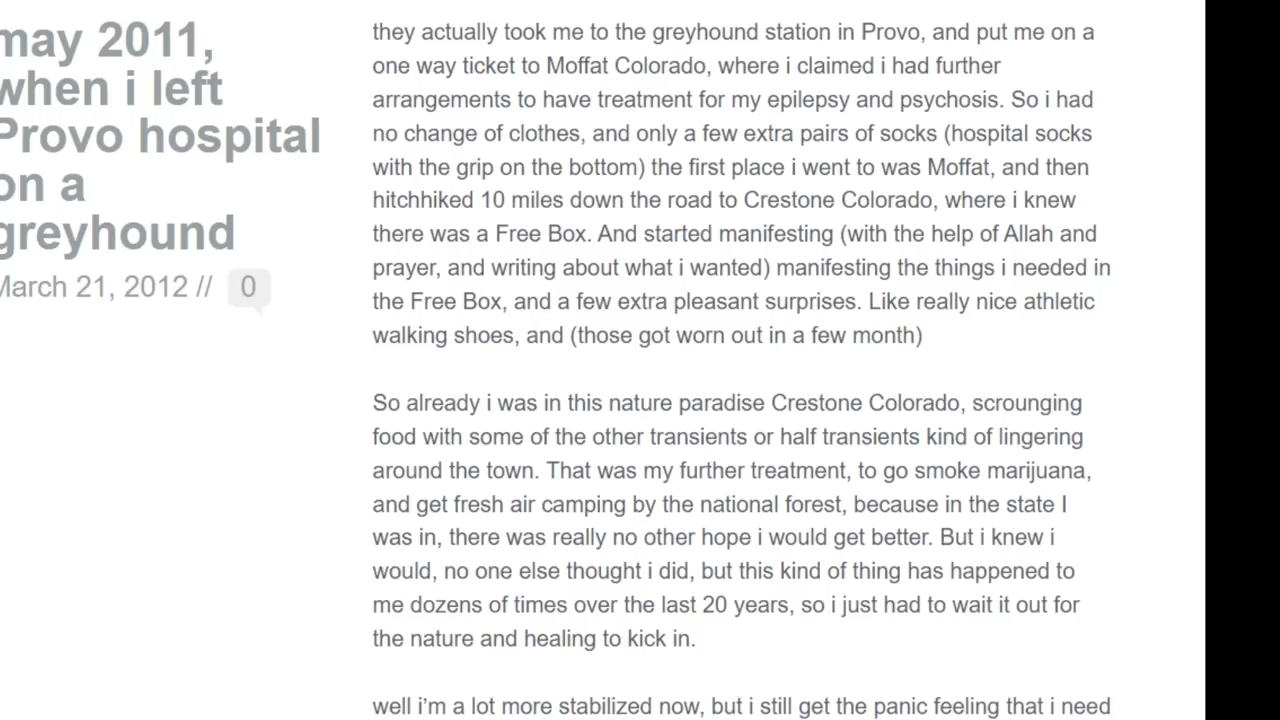 may 2011,
when i left
Provo hospital
on a
greyhound
March 21, 2012 // 0
they actually took me to the greyhound station in Provo, and put me on a
one way ticket to Moffat Colorado, where i claimed i had further
arrangements to have treatment for my epilepsy and psychosis. So i had
no change of clothes, and only a few extra pairs of socks (hospital socks
with the grip on the bottom) the first place i went to was Moffat, and then
hitchhiked 10 miles down the road to Crestone Colorado, where i knew
there was a Free Box. And started manifesting (with the help of Allah and
prayer, and writing about what i wanted) manifesting the things i needed in
the Free Box, and a few extra pleasant surprises. Like really nice athletic
walking shoes, and (those got worn out in a few month)
So already i was in this nature paradise Crestone Colorado, scrounging
food with some of the other transients or half transients kind of lingering
around the town. That was my further treatment, to go smoke marijuana,
and get fresh air camping by the national forest, because in the state I
was in, there was really no other hope i would get better. But i knew i
would, no one else thought i did, but this kind of thing has happened to
me dozens of times over the last 20 years, so i just had to wait it out for
the nature and healing to kick in.
well i’m a lot more stabilized now, but i still get the panic feeling that i need